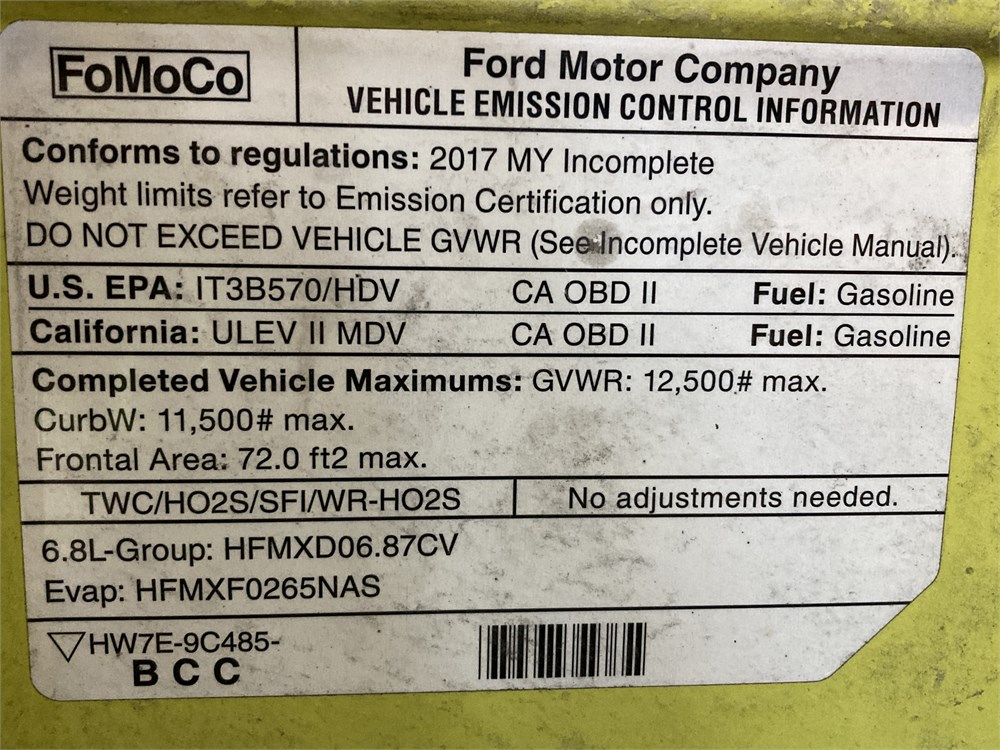 FoMoCo
Ford Motor Company
VEHICLE EMISSION CONTROL INFORMATION
Conforms to regulations: 2017 MY Incomplete
Weight limits refer to Emission Certification only.
DO NOT EXCEED VEHICLE GVWR (See Incomplete Vehicle Manual).
U.S. EPA: IT3B570/HDV CA OBD II Fuel: Gasoline
California: ULEV II MDV CA OBD II Fuel: Gasoline
Completed Vehicle Maximums: GVWR: 12,500# max.
CurbW: 11,500# max.
Frontal Area: 72.0 ft2 max.
TWC/HO2S/SFI/WR-HO2S No adjustments needed.
6.8L-Group: HFMXD06.87CV
Evap: HFMXF0265NAS
HW7E-9C485-
B C C